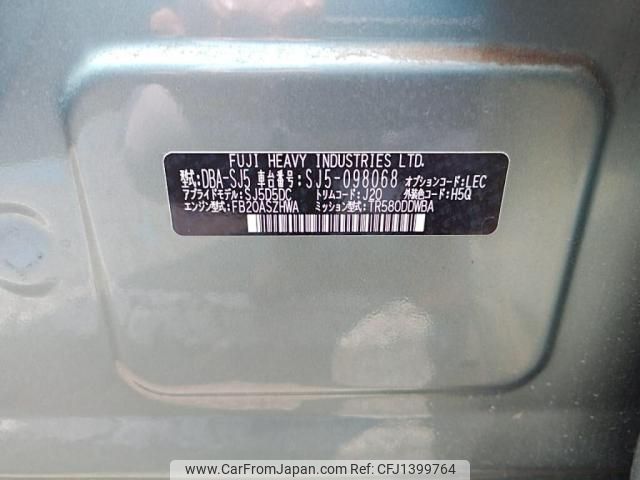 FUJI HEAVY INDUSTRIES LTD.
型式:DBA-SJ5 車台番号:SJ5-098068 オプションコード:LEC
アプライドモデル:SJ5D5DC トリムコード:J20 外装色コード:H5Q
エンジン型式:FB20ASZHWA ミッション型式:TR580DDWBA
www.CARFROMJAPAN.com - CFJ1399764